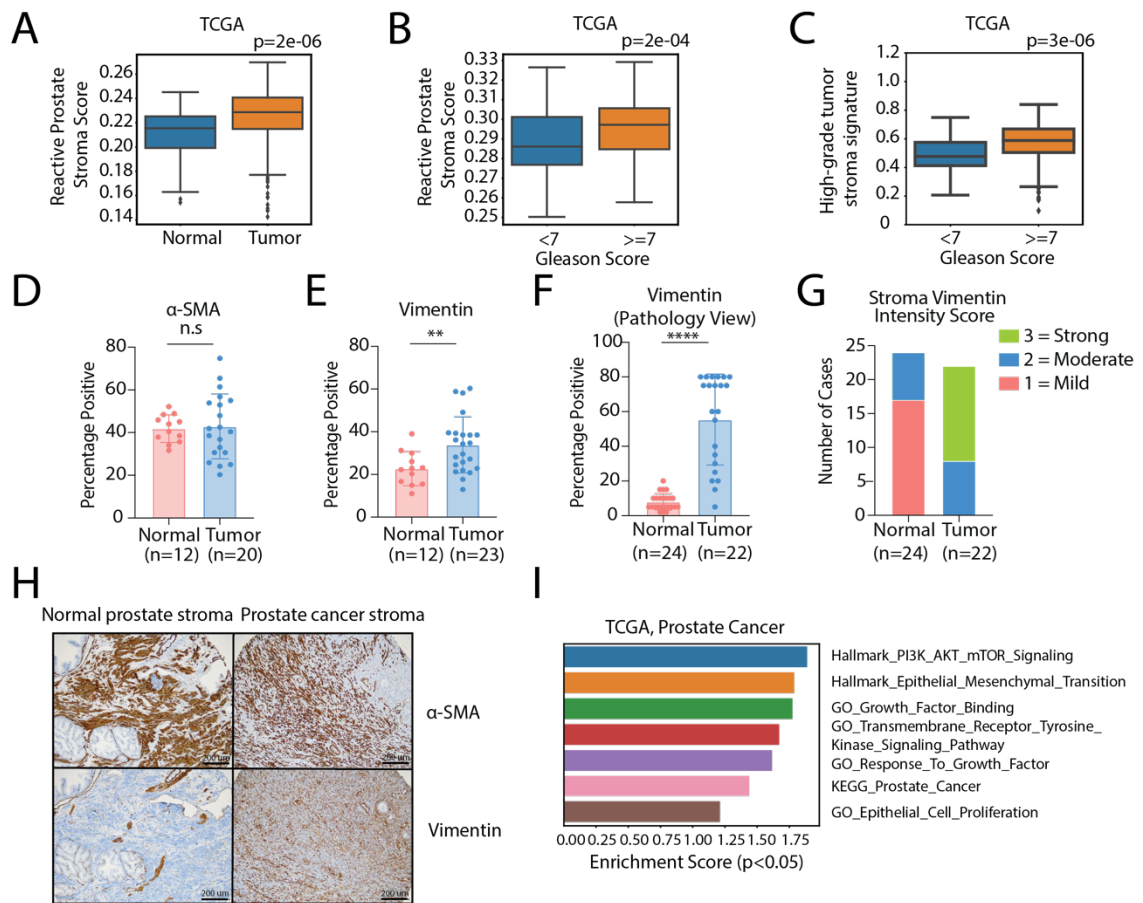 A
TCGA
p=2e-06
Reactive Prostate
Stroma Score
0.26
0.24
0.22
0.20
0.18
0.16
0.14
Normal
Tumor
B
TCGA
p=2e-04
Reactive Prostate
Stroma Score
0.33
0.32
0.31
0.30
0.29
0.28
0.27
0.26
0.25
<7
>=7
Gleason Score
C
TCGA
p=3e-06
High-grade tumor
stroma signature
1.2
1.0
0.8
0.6
0.4
0.2
0
<7
>=7
Gleason Score
D
α-SMA
n.s
Percentage Positive
80
60
40
20
0
Normal
(n=12)
Tumor
(n=20)
E
Vimentin
**
Percentage Positive
80
60
40
20
0
Normal
(n=12)
Tumor
(n=23)
F
Vimentin
(Pathology View)
****
Percentage Positivie
100
80
60
40
20
0
Normal
(n=24)
Tumor
(n=22)
G
Stroma Vimentin
Intensity Score
3 = Strong
2 = Moderate
1 = Mild
Number of Cases
25
20
15
10
5
0
Normal
(n=24)
Tumor
(n=22)
H
Normal prostate stroma
Prostate cancer stroma
α-SMA
200 um
200 um
Vimentin
200 um
200 um
I
TCGA, Prostate Cancer
Hallmark_PI3K_AKT_mTOR_Signaling
Hallmark_Epithelial_Mesenchymal_Transition
GO_Growth_Factor_Binding
GO_Transmembrane_Receptor_Tyrosine_
Kinase_Signaling_Pathway
GO_Response_To_Growth_Factor
KEGG_Prostate_Cancer
GO_Epithelial_Cell_Proliferation
0.00 0.25 0.50 0.75 1.00 1.25 1.50 1.75
Enrichment Score (p<0.05)